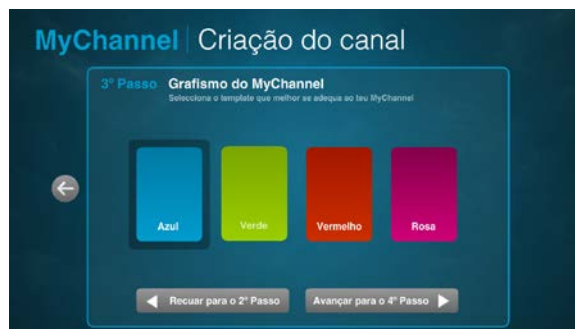 MyChannel Criação do canal
3º Passo Grafismo do MyChannel
Selecciona o template que melhor se adequa ao teu MyChannel
Azul Verde Vermelho Rosa
Recuar para o 2º Passo Avançar para o 4º Passo